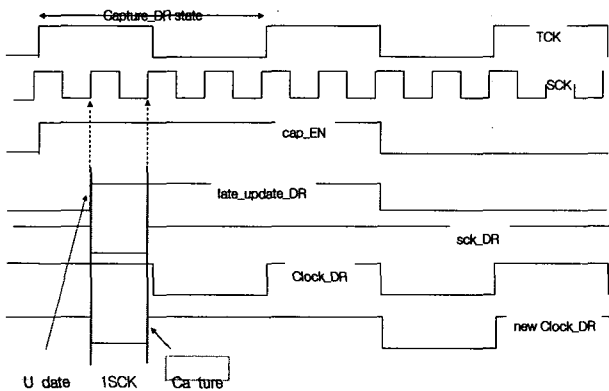 Capture_DR state
TCK
SCK
cap_EN
late_update_DR
sck_DR
Clock_DR
new Clock_DR
U date
1SCK
Ca ture